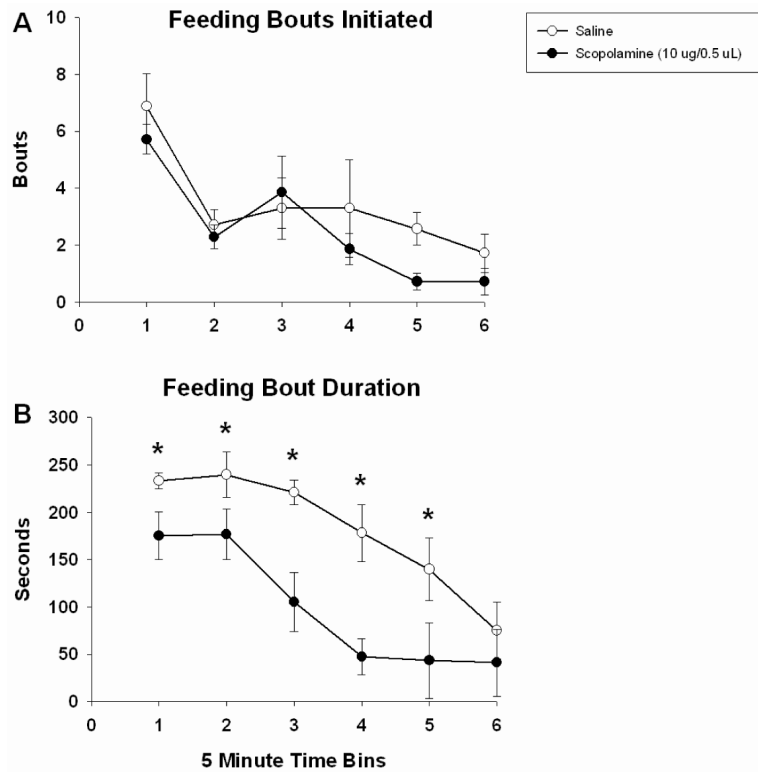 A
Feeding Bouts Initiated
Saline
Scopolamine (10 ug/0.5 uL)
Bouts
10
8
6
4
2
0
0 1 2 3 4 5 6
Feeding Bout Duration
B
Seconds
300
250
200
150
100
50
0
* * * * *
0 1 2 3 4 5 6
5 Minute Time Bins